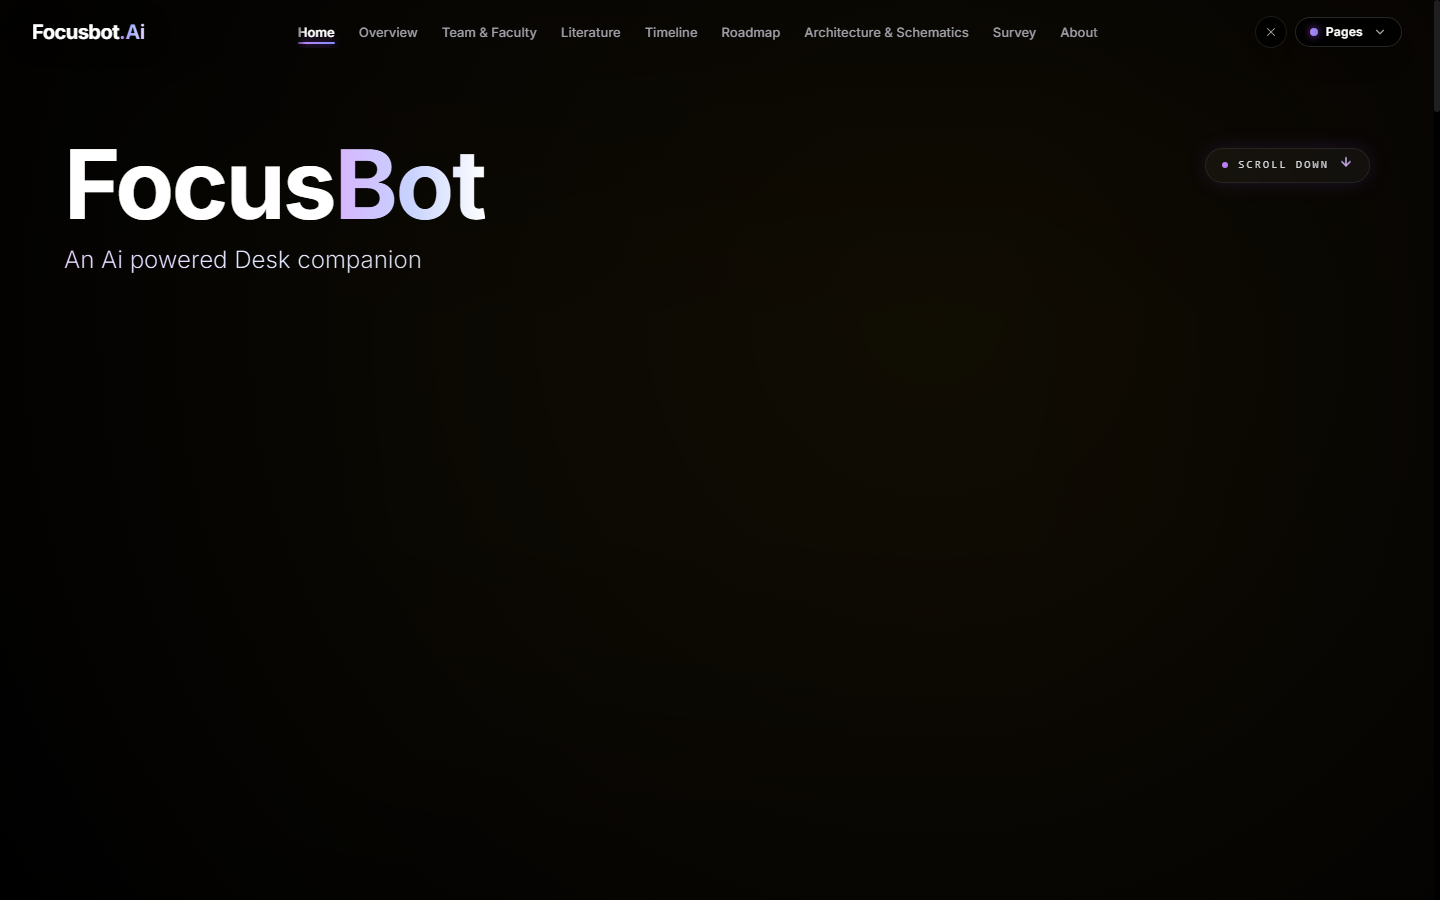 Focusbot.Ai
Home Overview Team & Faculty Literature Timeline Roadmap Architecture & Schematics Survey About
Pages
FocusBot
SCROLL DOWN
An Ai powered Desk companion